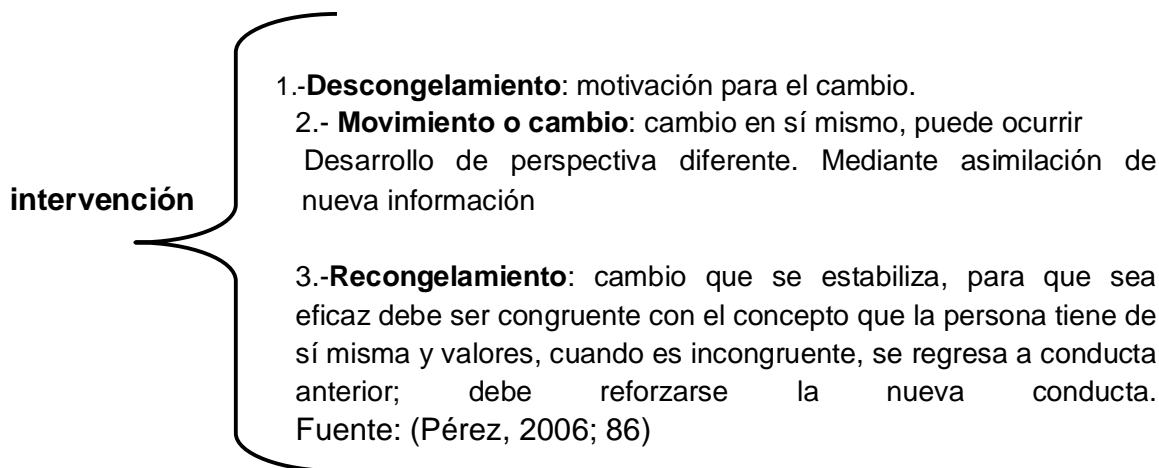 intervención
1.-Descongelamiento: motivación para el cambio.
2.- Movimiento o cambio: cambio en sí mismo, puede ocurrir
Desarrollo de perspectiva diferente. Mediante asimilación de
nueva información
3.-Recongelamiento: cambio que se estabiliza, para que sea
eficaz debe ser congruente con el concepto que la persona tiene de
sí misma y valores, cuando es incongruente, se regresa a conducta
anterior; debe reforzarse la nueva conducta.
Fuente: (Pérez, 2006; 86)